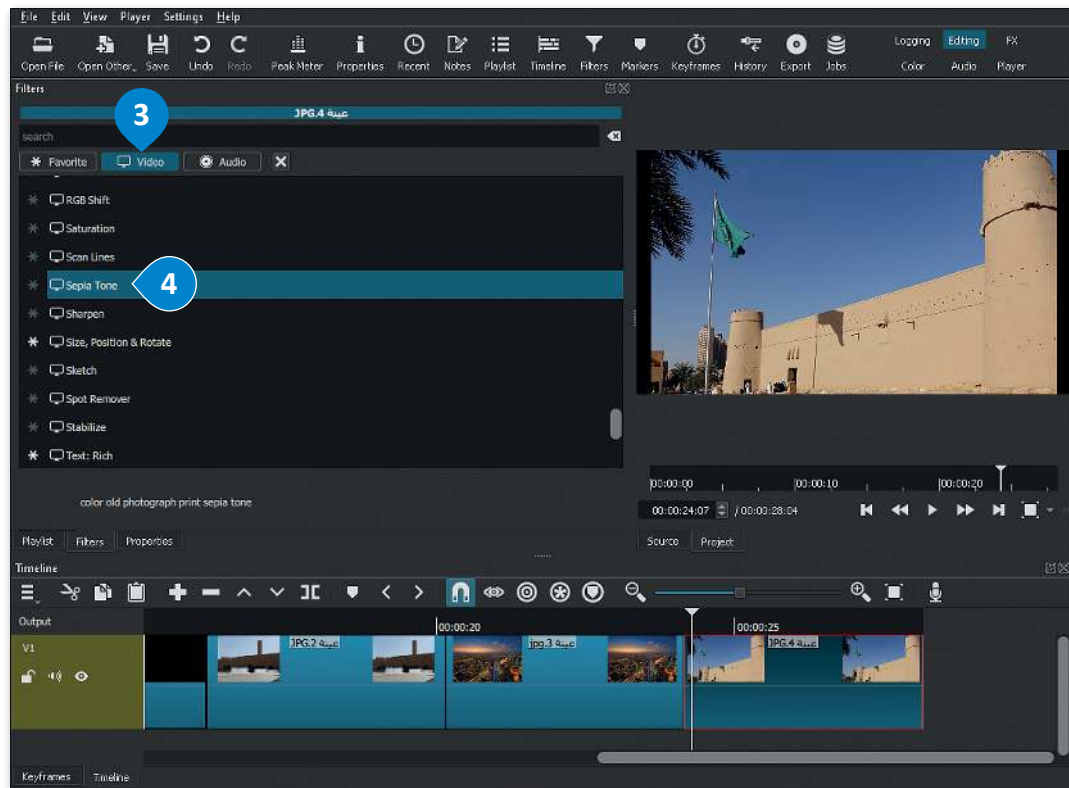 File Edit View Player Settings Help
Open File Open Other... Save Undo Redo Peak Meter Properties Recent Notes Playlist Timeline Filters Markers Keyframes History Export Jobs
Logging Editing FX
Color Audio Player
Filters
عينة 4.JPG
3
search
Favorite Video Audio
RGB Shift
Saturation
Scan Lines
Sepia Tone
4
Sharpen
Size, Position & Rotate
Sketch
Spot Remover
Stabilize
Text: Rich
color old photograph print sepia tone
00:00:00 00:00:10 00:00:20
00:00:24:07 / 00:00:28:04
Playlist Filters Properties
Source Project
Timeline
Output
00:00:20 00:00:25
V1
عينة 2.JPG عينة 3.jpg عينة 4.JPG
Keyframes Timeline